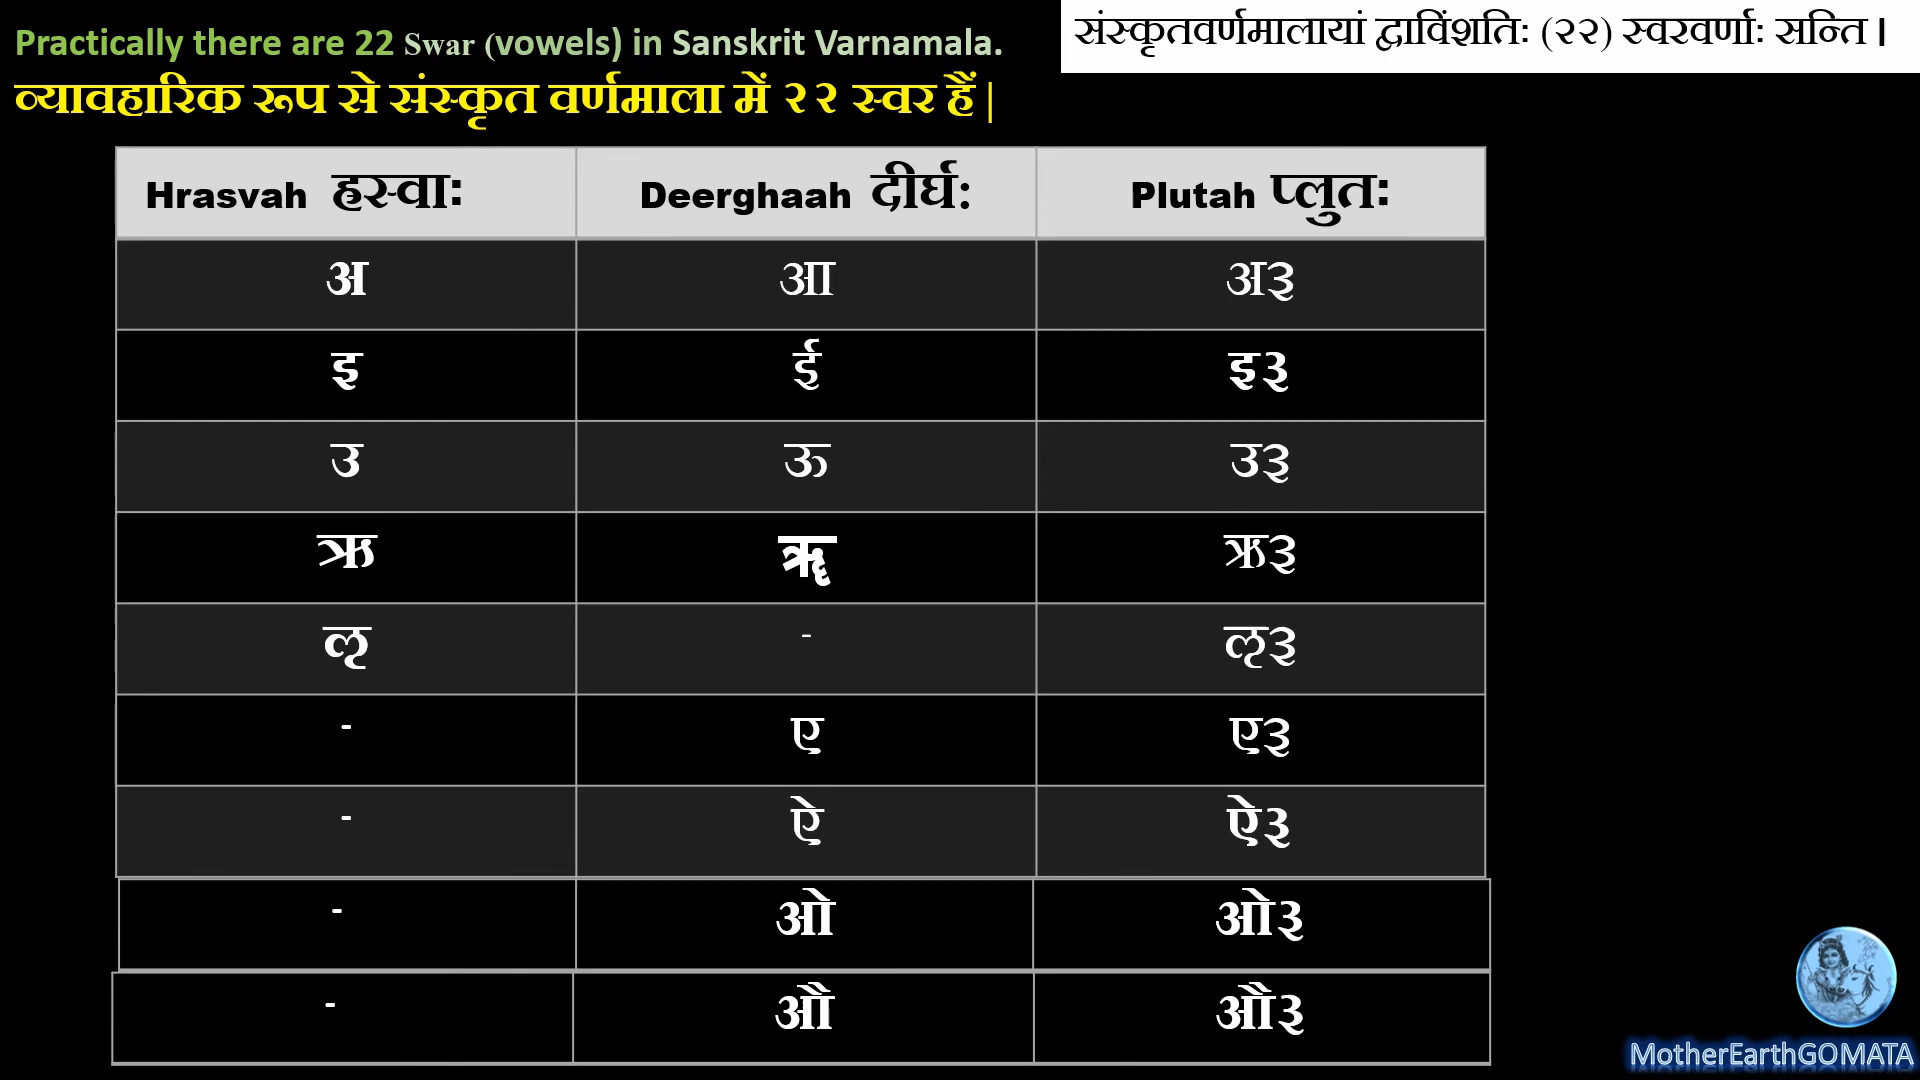 Practically there are 22 Swar (vowels) in Sanskrit Varnamala.
संस्कृतवर्णमालायां द्वाविंशतिः (२२) स्वरवर्णाः सन्ति ।
व्यावहारिक रूप से संस्कृत वर्णमाला में २२ स्वर हैं |
Hrasvah ह्रस्वाः Deerghaah दीर्घ: Plutah प्लुतः
अ आ अ३
इ ई इ३
उ ऊ उ३
ऋ ॠ ऋ३
ऌ - ऌ३
- ए ए३
- ऐ ऐ३
- ओ ओ३
- औ औ३
MotherEarthGOMATA